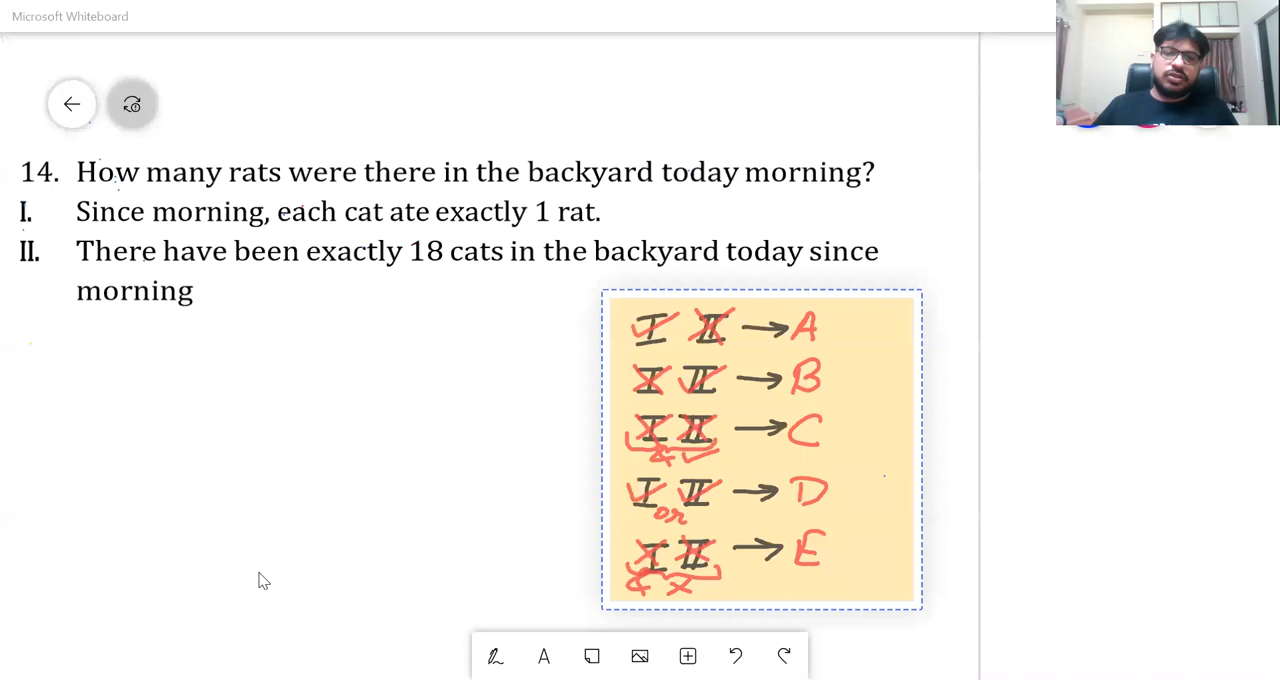 Microsoft Whiteboard
14. How many rats were there in the backyard today morning?
I. Since morning, each cat ate exactly 1 rat.
II. There have been exactly 18 cats in the backyard today since
morning
I II → A
I II → B
I II → C
&
I II → D
or
I II → E
&
A